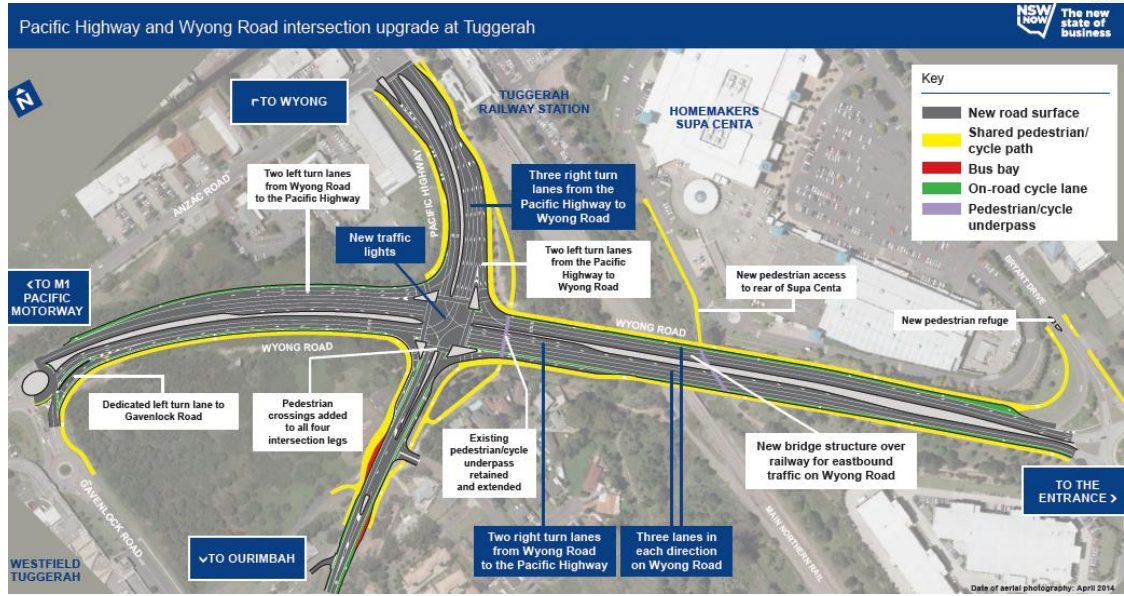 Pacific Highway and Wyong Road intersection upgrade at Tuggerah
NSW
NOW
The new
state of
business
N
TO WYONG
TUGGERAH
RAILWAY STATION
HOMEMAKERS
SUPA CENTA
Key
New road surface
Shared pedestrian/
cycle path
Bus bay
On-road cycle lane
Pedestrian/cycle
underpass
ANZAC ROAD
Two left turn lanes
from Wyong Road
to the Pacific Highway
PACIFIC HIGHWAY
Three right turn
lanes from the
Pacific Highway to
Wyong Road
New traffic
lights
Two left turn lanes
from the Pacific
Highway to
Wyong Road
<TO M1
PACIFIC
MOTORWAY
New pedestrian access
to rear of Supa Centa
BRYANT DRIVE
New pedestrian refuge
WYONG ROAD
WYONG ROAD
Dedicated left turn lane to
Gavenlock Road
Pedestrian
crossings added
to all four
intersection legs
Existing
pedestrian/cycle
underpass
retained
and extended
New bridge structure over
railway for eastbound
traffic on Wyong Road
TO THE
ENTRANCE >
GAVENLOCK ROAD
MAIN NORTHERN RAIL
WESTFIELD
TUGGERAH
TO OURIMBAH
Two right turn lanes
from Wyong Road
to the Pacific Highway
Three lanes in
each direction
on Wyong Road
Date of aerial photography: April 2014